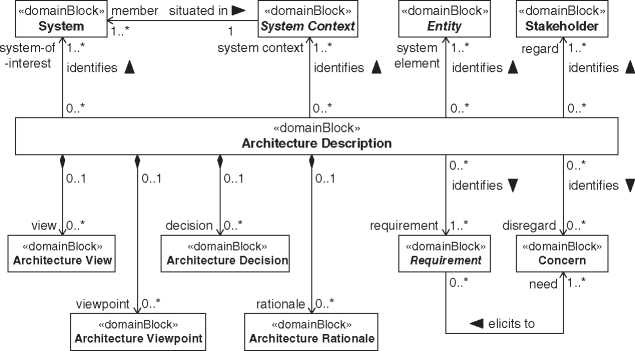 «domainBlock»
System
member
situated in ►
1..*
1
«domainBlock»
System Context
«domainBlock»
Entity
«domainBlock»
Stakeholder
system-of
-interest
1..*
identifies ▲
0..*
system context
1..*
identifies ▲
0..*
system
element
1..*
identifies ▲
0..*
regard
1..*
identifies ▲
0..*
«domainBlock»
Architecture Description
0..1
0..1
0..1
0..1
0..*
identifies ▼
0..*
identifies ▼
view
0..*
decision
0..*
requirement
1..*
disregard
0..*
«domainBlock»
Architecture View
«domainBlock»
Architecture Decision
«domainBlock»
Requirement
«domainBlock»
Concern
0..*
need
1..*
viewpoint
0..*
rationale
0..*
◄ elicits to
«domainBlock»
Architecture Viewpoint
«domainBlock»
Architecture Rationale